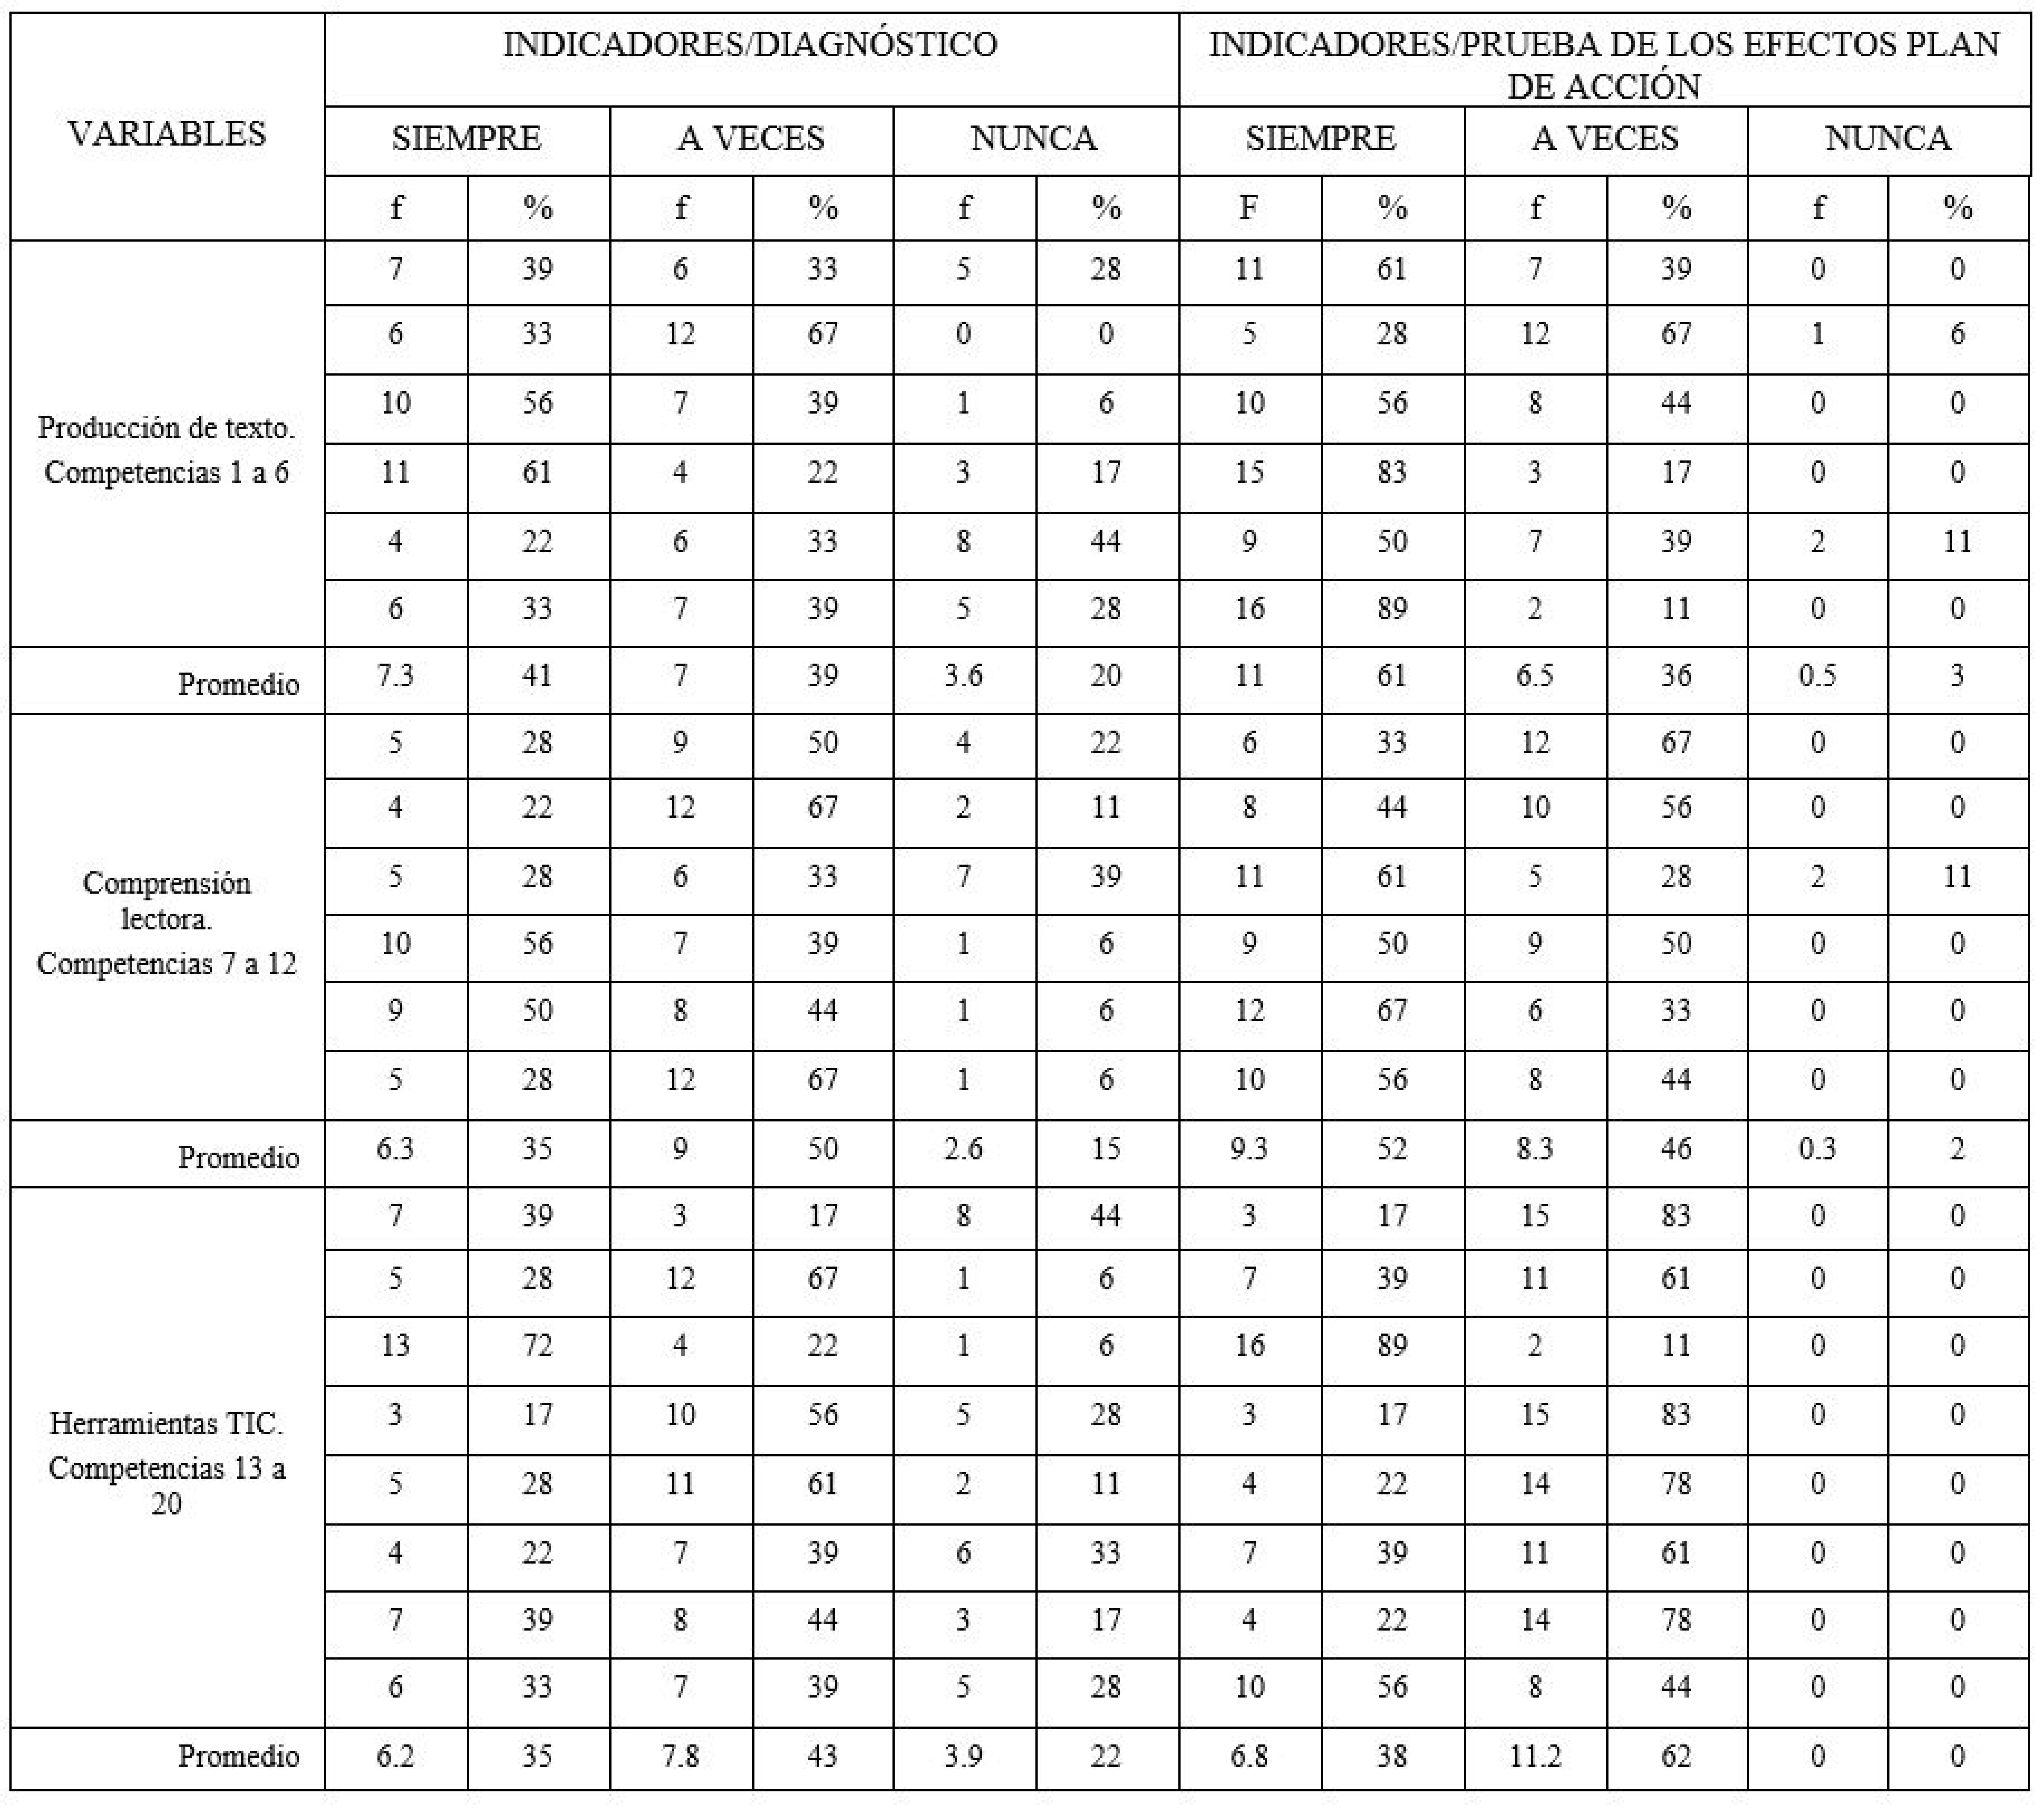 VARIABLES
INDICADORES/DIAGNÓSTICO
INDICADORES/PRUEBA DE LOS EFECTOS PLAN
DE ACCIÓN
SIEMPRE A VECES NUNCA SIEMPRE A VECES NUNCA
f % f % f % F % f % f %
Producción de texto.
Competencias 1 a 6
7 39 6 33 5 28 11 61 7 39 0 0
6 33 12 67 0 0 5 28 12 67 1 6
10 56 7 39 1 6 10 56 8 44 0 0
11 61 4 22 3 17 15 83 3 17 0 0
4 22 6 33 8 44 9 50 7 39 2 11
6 33 7 39 5 28 16 89 2 11 0 0
Promedio 7.3 41 7 39 3.6 20 11 61 6.5 36 0.5 3
Comprensión
lectora.
Competencias 7 a 12
5 28 9 50 4 22 6 33 12 67 0 0
4 22 12 67 2 11 8 44 10 56 0 0
5 28 6 33 7 39 11 61 5 28 2 11
10 56 7 39 1 6 9 50 9 50 0 0
9 50 8 44 1 6 12 67 6 33 0 0
5 28 12 67 1 6 10 56 8 44 0 0
Promedio 6.3 35 9 50 2.6 15 9.3 52 8.3 46 0.3 2
Herramientas TIC.
Competencias 13 a
20
7 39 3 17 8 44 3 17 15 83 0 0
5 28 12 67 1 6 7 39 11 61 0 0
13 72 4 22 1 6 16 89 2 11 0 0
3 17 10 56 5 28 3 17 15 83 0 0
5 28 11 61 2 11 4 22 14 78 0 0
4 22 7 39 6 33 7 39 11 61 0 0
7 39 8 44 3 17 4 22 14 78 0 0
6 33 7 39 5 28 10 56 8 44 0 0
Promedio 6.2 35 7.8 43 3.9 22 6.8 38 11.2 62 0 0